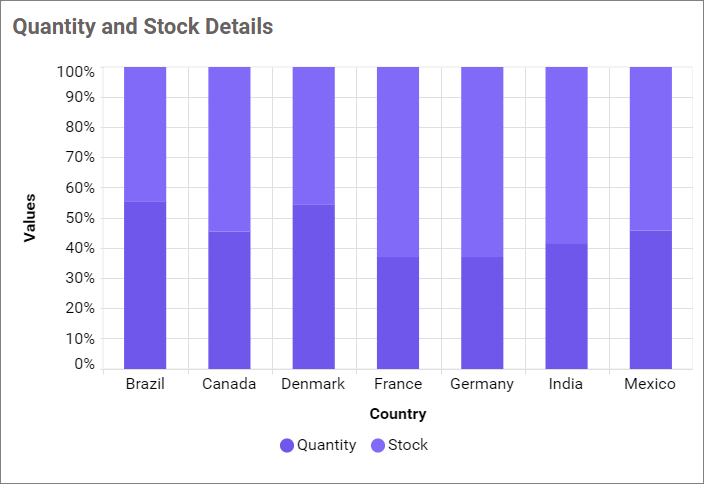 Quantity and Stock Details
100%
90%
80%
70%
60%
50%
40%
30%
20%
10%
0%
Values
Brazil Canada Denmark France Germany India Mexico
Country
Quantity Stock